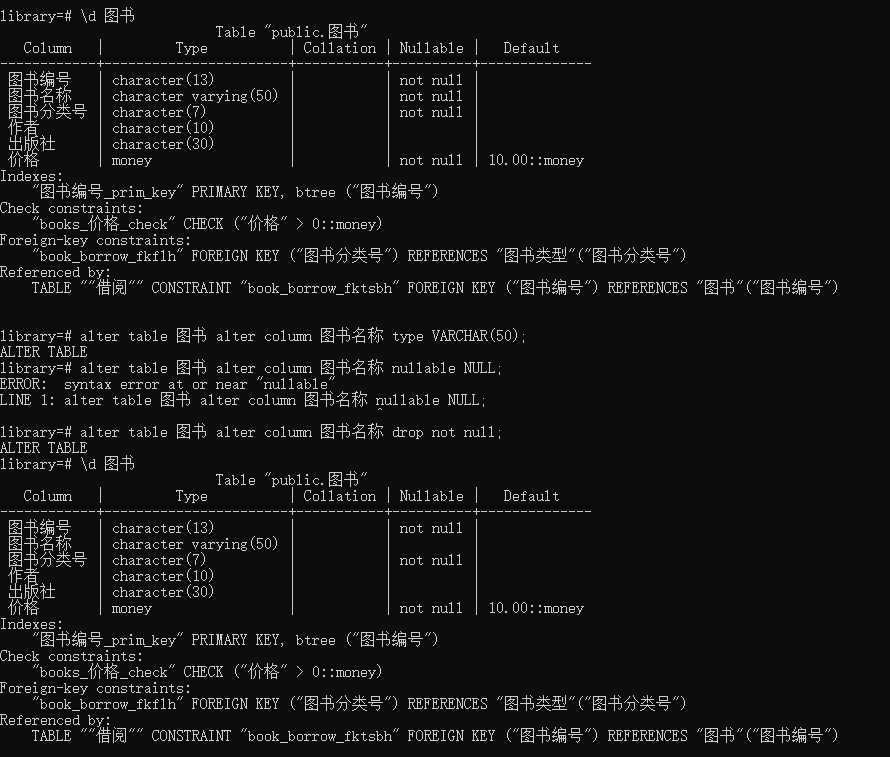 library=# \d 图书
Table "public.图书"
Column | Type | Collation | Nullable | Default
-----------+-----------------------+-----------+----------+-------------
图书编号 | character(13) | | not null |
图书名称 | character varying(50) | | not null |
图书分类号 | character(7) | | not null |
作者 | character(10) | | |
出版社 | character(30) | | |
价格 | money | | not null | 10.00::money
Indexes:
"图书编号_prim_key" PRIMARY KEY, btree ("图书编号")
Check constraints:
"books_价格_check" CHECK ("价格" > 0::money)
Foreign-key constraints:
"book_borrow_fkflh" FOREIGN KEY ("图书分类号") REFERENCES "图书类型"("图书分类号")
Referenced by:
TABLE ""借阅"" CONSTRAINT "book_borrow_fktsbh" FOREIGN KEY ("图书编号") REFERENCES "图书"("图书编号")
library=# alter table 图书 alter column 图书名称 type VARCHAR(50);
ALTER TABLE
library=# alter table 图书 alter column 图书名称 nullable NULL;
ERROR:  syntax error at or near "nullable"
LINE 1: alter table 图书 alter column 图书名称 nullable NULL;
^
library=# alter table 图书 alter column 图书名称 drop not null;
ALTER TABLE
library=# \d 图书
Table "public.图书"
Column | Type | Collation | Nullable | Default
-----------+-----------------------+-----------+----------+-------------
图书编号 | character(13) | | not null |
图书名称 | character varying(50) | | |
图书分类号 | character(7) | | not null |
作者 | character(10) | | |
出版社 | character(30) | | |
价格 | money | | not null | 10.00::money
Indexes:
"图书编号_prim_key" PRIMARY KEY, btree ("图书编号")
Check constraints:
"books_价格_check" CHECK ("价格" > 0::money)
Foreign-key constraints:
"book_borrow_fkflh" FOREIGN KEY ("图书分类号") REFERENCES "图书类型"("图书分类号")
Referenced by:
TABLE ""借阅"" CONSTRAINT "book_borrow_fktsbh" FOREIGN KEY ("图书编号") REFERENCES "图书"("图书编号")